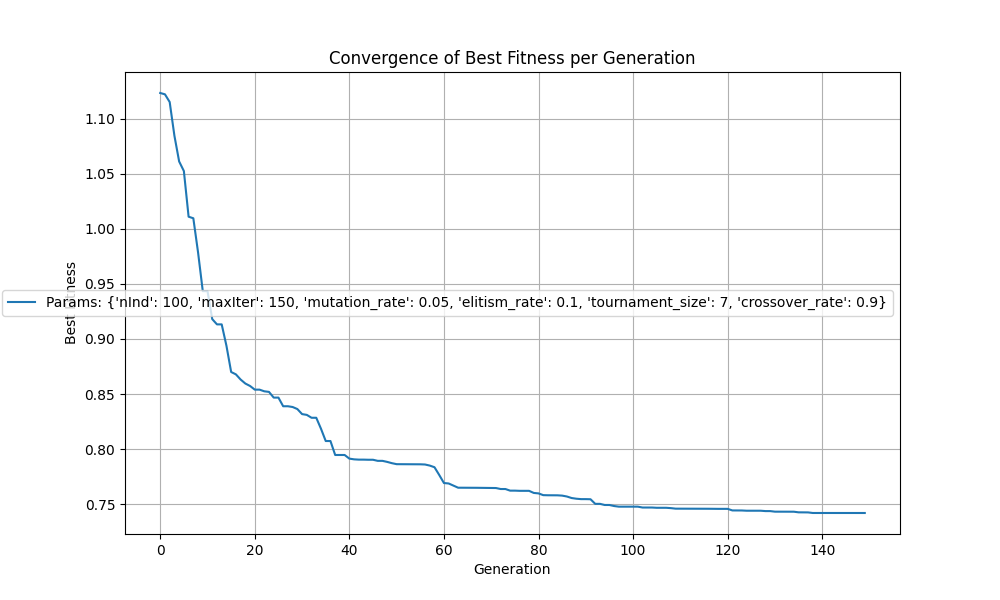 Convergence of Best Fitness per Generation
1.10
1.05
1.00
0.95
0.90
0.85
0.80
0.75
Best
Params: {'nInd': 100, 'maxIter': 150, 'mutation_rate': 0.05, 'elitism_rate': 0.1, 'tournament_size': 7, 'crossover_rate': 0.9}
0 20 40 60 80 100 120 140
Generation